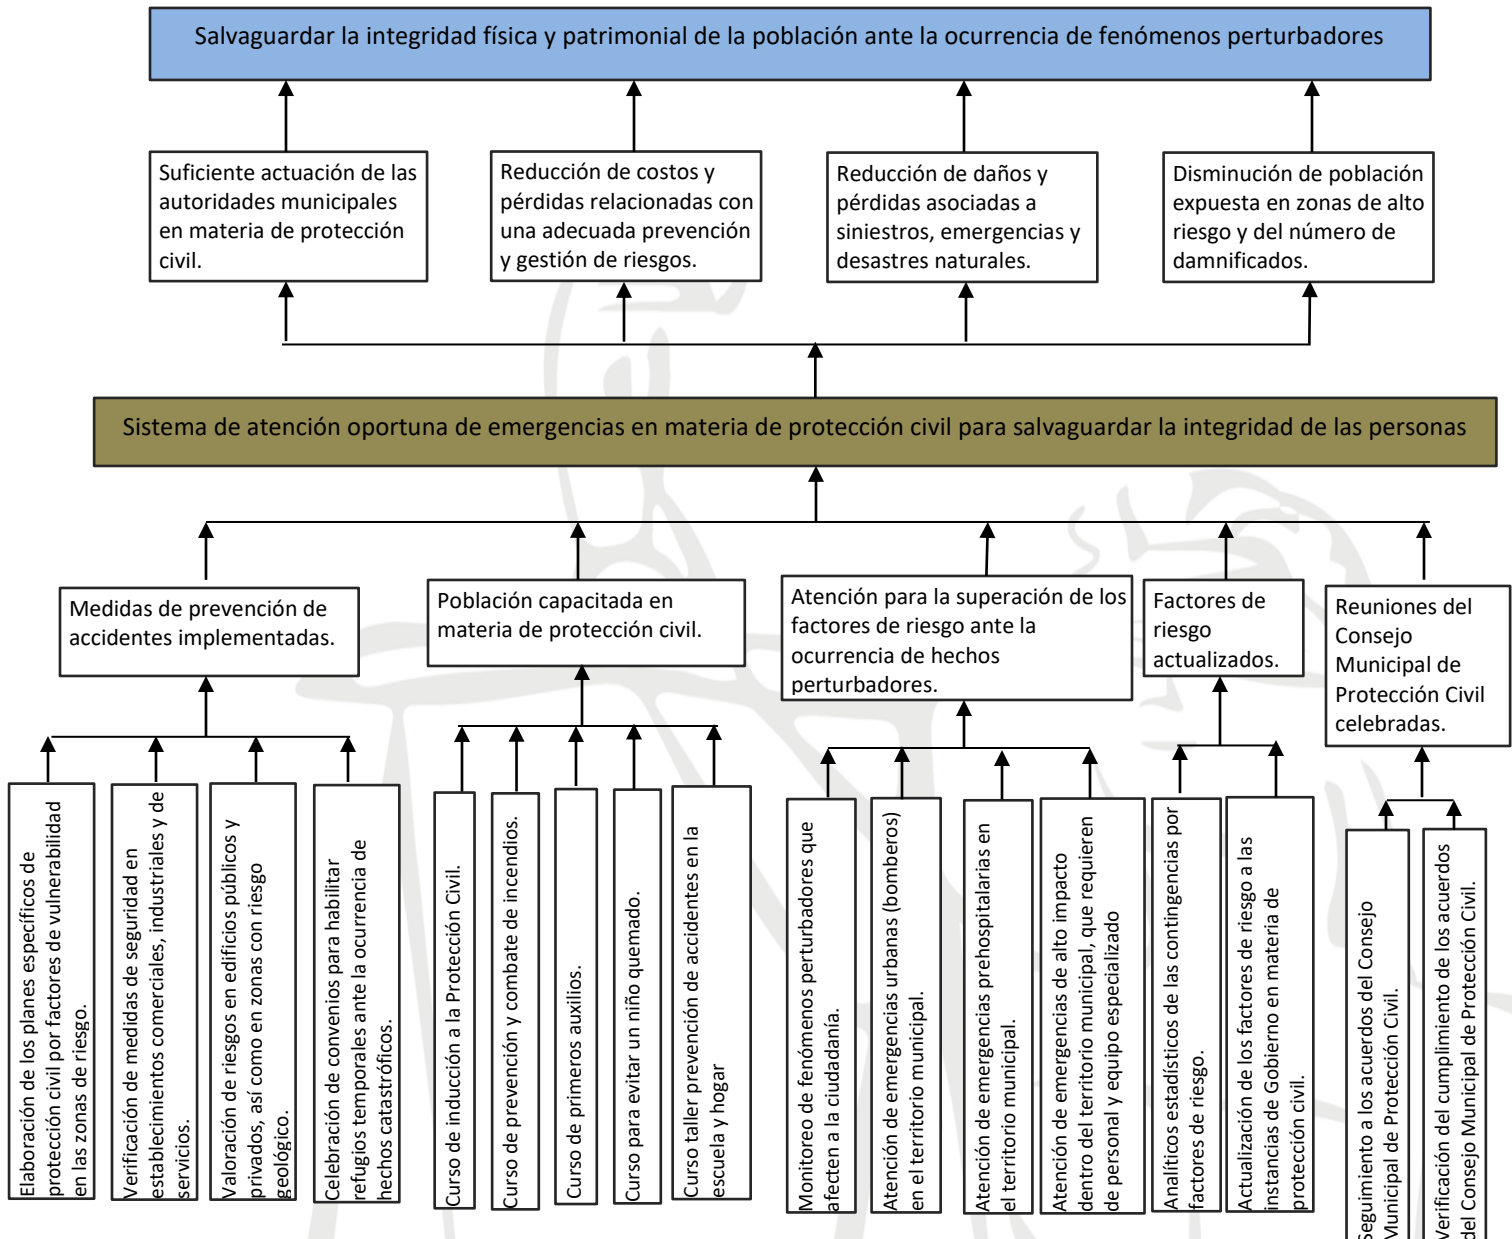 Salvaguardar la integridad física y patrimonial de la población ante la ocurrencia de fenómenos perturbadores
Suficiente actuación de las
autoridades municipales
en materia de protección
civil.
Reducción de costos y
pérdidas relacionadas con
una adecuada prevención
y gestión de riesgos.
Reducción de daños y
pérdidas asociadas a
siniestros, emergencias y
desastres naturales.
Disminución de población
expuesta en zonas de alto
riesgo y del número de
damnificados.
Sistema de atención oportuna de emergencias en materia de protección civil para salvaguardar la integridad de las personas
Medidas de prevención de
accidentes implementadas.
Población capacitada en
materia de protección civil.
Atención para la superación de los
factores de riesgo ante la
ocurrencia de hechos
perturbadores.
Factores de
riesgo
actualizados.
Reuniones del
Consejo
Municipal de
Protección Civil
celebradas.
Elaboración de los planes específicos de
protección civil por factores de vulnerabilidad
en las zonas de riesgo.
Verificación de medidas de seguridad en
establecimientos comerciales, industriales y de
servicios.
Valoración de riesgos en edificios públicos y
privados, así como en zonas con riesgo
geológico.
Celebración de convenios para habilitar
refugios temporales ante la ocurrencia de
hechos catastróficos.
Curso de inducción a la Protección Civil.
Curso de prevención y combate de incendios.
Curso de primeros auxilios.
Curso para evitar un niño quemado.
Curso taller prevención de accidentes en la
escuela y hogar
Monitoreo de fenómenos perturbadores que
afecten a la ciudadanía.
Atención de emergencias urbanas (bomberos)
en el territorio municipal.
Atención de emergencias prehospitalarias en
el territorio municipal.
Atención de emergencias de alto impacto
dentro del territorio municipal, que requieren
de personal y equipo especializado
Analíticos estadísticos de las contingencias por
factores de riesgo.
Actualización de los factores de riesgo a las
instancias de Gobierno en materia de
protección civil.
Seguimiento a los acuerdos del Consejo
Municipal de Protección Civil.
Verificación del cumplimiento de los acuerdos
del Consejo Municipal de Protección Civil.